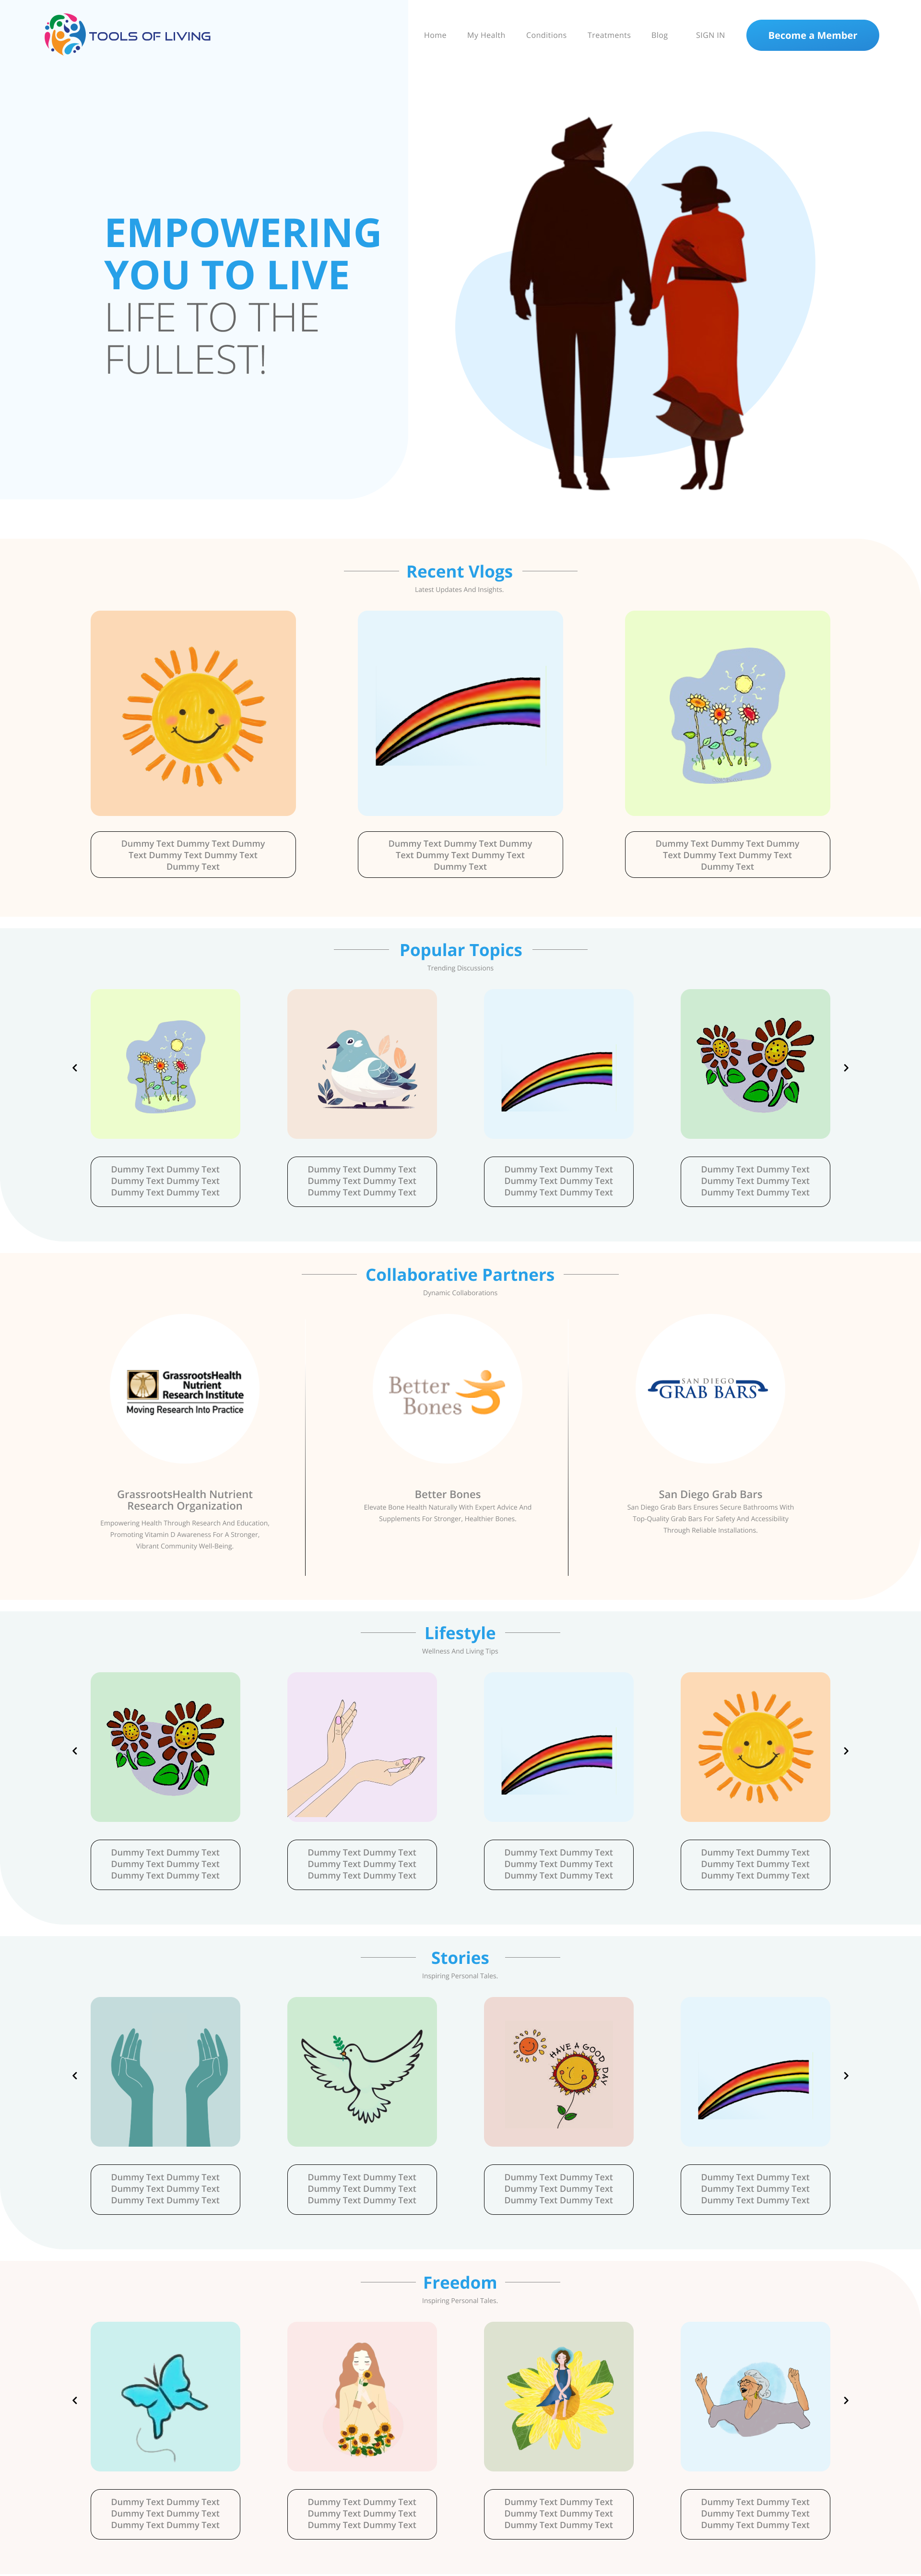 TOOLS OF LIVING
Home My Health Conditions Treatments Blog SIGN IN Become a Member
EMPOWERING
YOU TO LIVE
LIFE TO THE
FULLEST!
Recent Vlogs
Latest Updates And Insights.
Dummy Text Dummy Text Dummy
Text Dummy Text Dummy Text
Dummy Text
Dummy Text Dummy Text Dummy
Text Dummy Text Dummy Text
Dummy Text
Dummy Text Dummy Text Dummy
Text Dummy Text Dummy Text
Dummy Text
Popular Topics
Trending Discussions
Dummy Text Dummy Text
Dummy Text Dummy Text
Dummy Text Dummy Text
Dummy Text Dummy Text
Dummy Text Dummy Text
Dummy Text Dummy Text
Dummy Text Dummy Text
Dummy Text Dummy Text
Dummy Text Dummy Text
Dummy Text Dummy Text
Dummy Text Dummy Text
Dummy Text Dummy Text
Collaborative Partners
Dynamic Collaborations
GrassrootsHealth
Nutrient
Research Institute
Moving Research Into Practice
GrassrootsHealth Nutrient
Research Organization
Empowering Health Through Research And Education,
Promoting Vitamin D Awareness For A Stronger,
Vibrant Community Well-Being.
Better
Bones
Better Bones
Elevate Bone Health Naturally With Expert Advice And
Supplements For Stronger, Healthier Bones.
SAN DIEGO
GRAB BARS
San Diego Grab Bars
San Diego Grab Bars Ensures Secure Bathrooms With
Top-Quality Grab Bars For Safety And Accessibility
Through Reliable Installations.
Lifestyle
Wellness And Living Tips
Dummy Text Dummy Text
Dummy Text Dummy Text
Dummy Text Dummy Text
Dummy Text Dummy Text
Dummy Text Dummy Text
Dummy Text Dummy Text
Dummy Text Dummy Text
Dummy Text Dummy Text
Dummy Text Dummy Text
Dummy Text Dummy Text
Dummy Text Dummy Text
Dummy Text Dummy Text
Stories
Inspiring Personal Tales.
HAVE A GOOD DAY
Dummy Text Dummy Text
Dummy Text Dummy Text
Dummy Text Dummy Text
Dummy Text Dummy Text
Dummy Text Dummy Text
Dummy Text Dummy Text
Dummy Text Dummy Text
Dummy Text Dummy Text
Dummy Text Dummy Text
Dummy Text Dummy Text
Dummy Text Dummy Text
Dummy Text Dummy Text
Freedom
Inspiring Personal Tales.
Dummy Text Dummy Text
Dummy Text Dummy Text
Dummy Text Dummy Text
Dummy Text Dummy Text
Dummy Text Dummy Text
Dummy Text Dummy Text
Dummy Text Dummy Text
Dummy Text Dummy Text
Dummy Text Dummy Text
Dummy Text Dummy Text
Dummy Text Dummy Text
Dummy Text Dummy Text